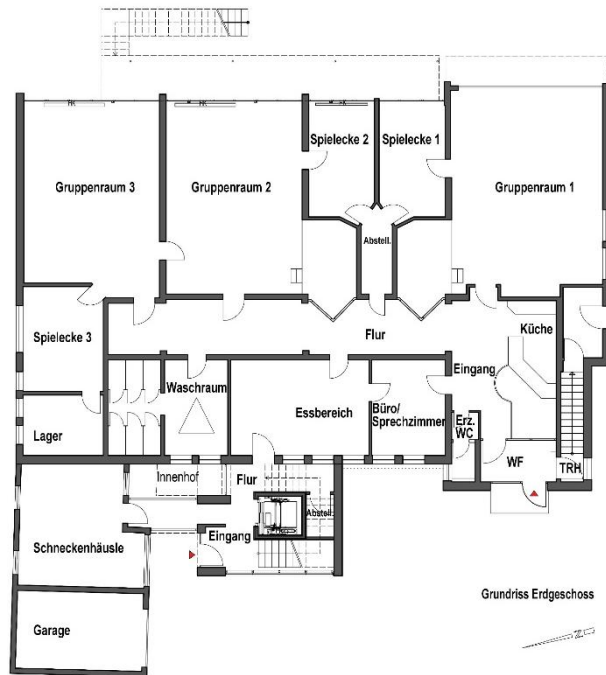 Spielecke 2
Spielecke 1
Gruppenraum 3
Gruppenraum 2
Gruppenraum 1
Abstell.
Flur
Küche
Spielecke 3
Eingang
Waschraum
Essbereich
Büro/
Sprechzimmer
Erz.
WC
Lager
WF
TRH
Innenhof
Flur
Abstell.
Eingang
Schneckenhäusle
Garage
Grundriss Erdgeschoss
N